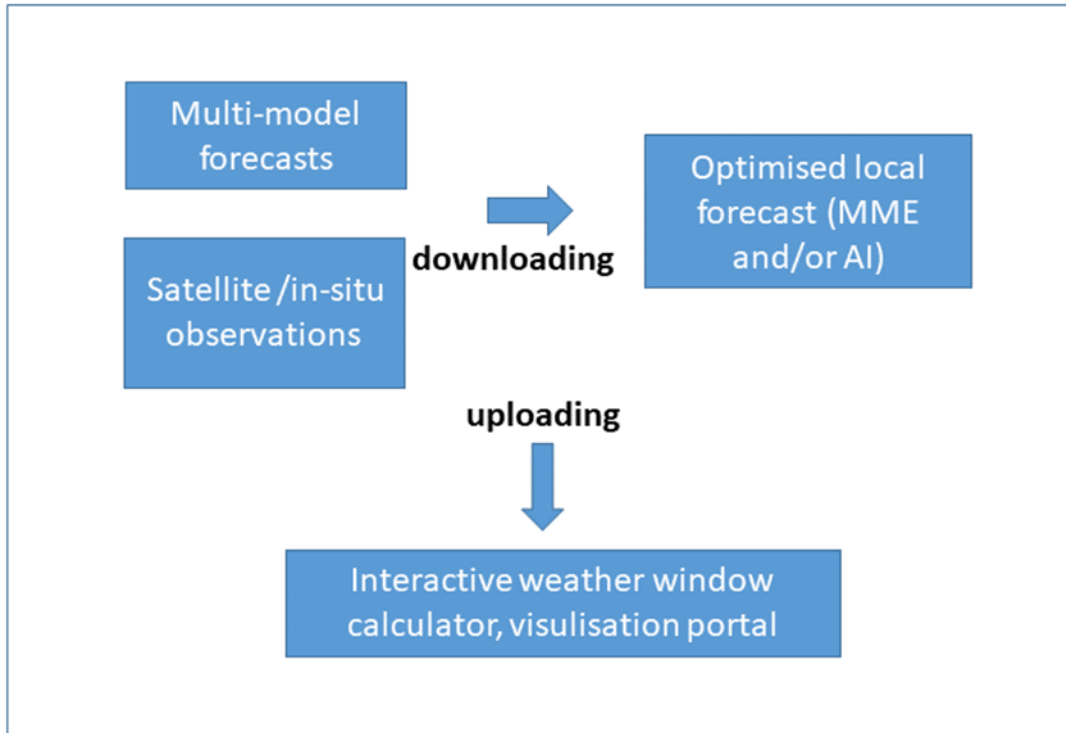 Multi-model
forecasts
Satellite/in-situ
observations
downloading
Optimised local
forecast (MME
and/or AI)
uploading
Interactive weather window
calculator, visulisation portal